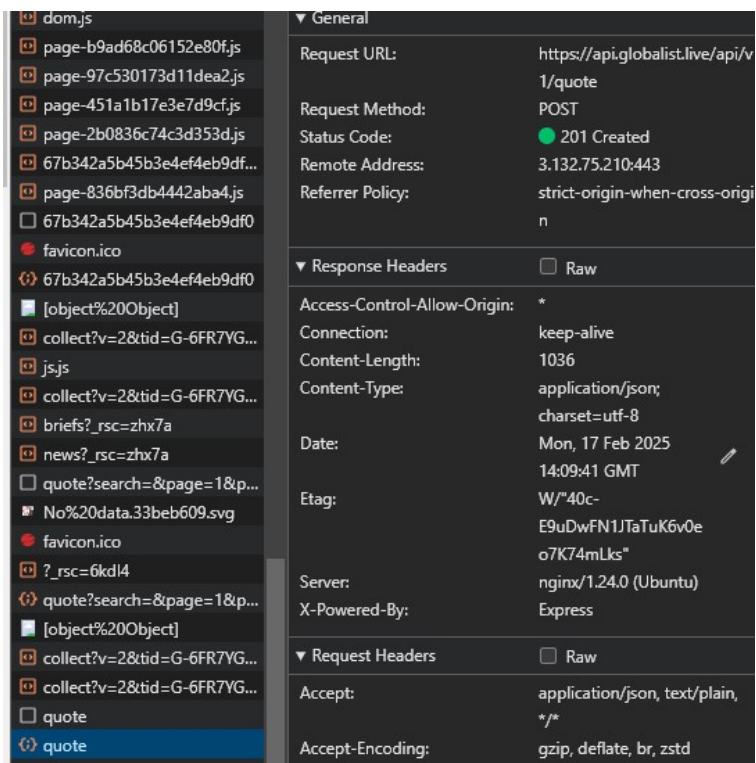 dom.js
page-b9ad68c06152e80f.js
page-97c530173d11dea2.js
page-451a1b17e3e7d9cf.js
page-2b0836c74c3d353d.js
67b342a5b45b3e4ef4eb9df...
page-836bf3db4442aba4.js
67b342a5b45b3e4ef4eb9df0
favicon.ico
67b342a5b45b3e4ef4eb9df0
[object%20Object]
collect?v=2&tid=G-6FR7YG...
js.js
collect?v=2&tid=G-6FR7YG...
briefs?_rsc=zhx7a
news?_rsc=zhx7a
quote?search=&page=1&p...
No%20data.33beb609.svg
favicon.ico
?_rsc=6kdl4
quote?search=&page=1&p...
[object%20Object]
collect?v=2&tid=G-6FR7YG...
collect?v=2&tid=G-6FR7YG...
quote
quote
General
Request URL: https://api.globalist.live/api/v
1/quote
Request Method: POST
Status Code: 201 Created
Remote Address: 3.132.75.210:443
Referrer Policy: strict-origin-when-cross-origi
n
Response Headers Raw
Access-Control-Allow-Origin: *
Connection: keep-alive
Content-Length: 1036
Content-Type: application/json;
charset=utf-8
Date: Mon, 17 Feb 2025
14:09:41 GMT
Etag: W/"40c-
E9uDwFN1JTaTuK6v0e
o7K74mLks"
Server: nginx/1.24.0 (Ubuntu)
X-Powered-By: Express
Request Headers Raw
Accept: application/json, text/plain,
*/*
Accept-Encoding: gzip, deflate, br, zstd